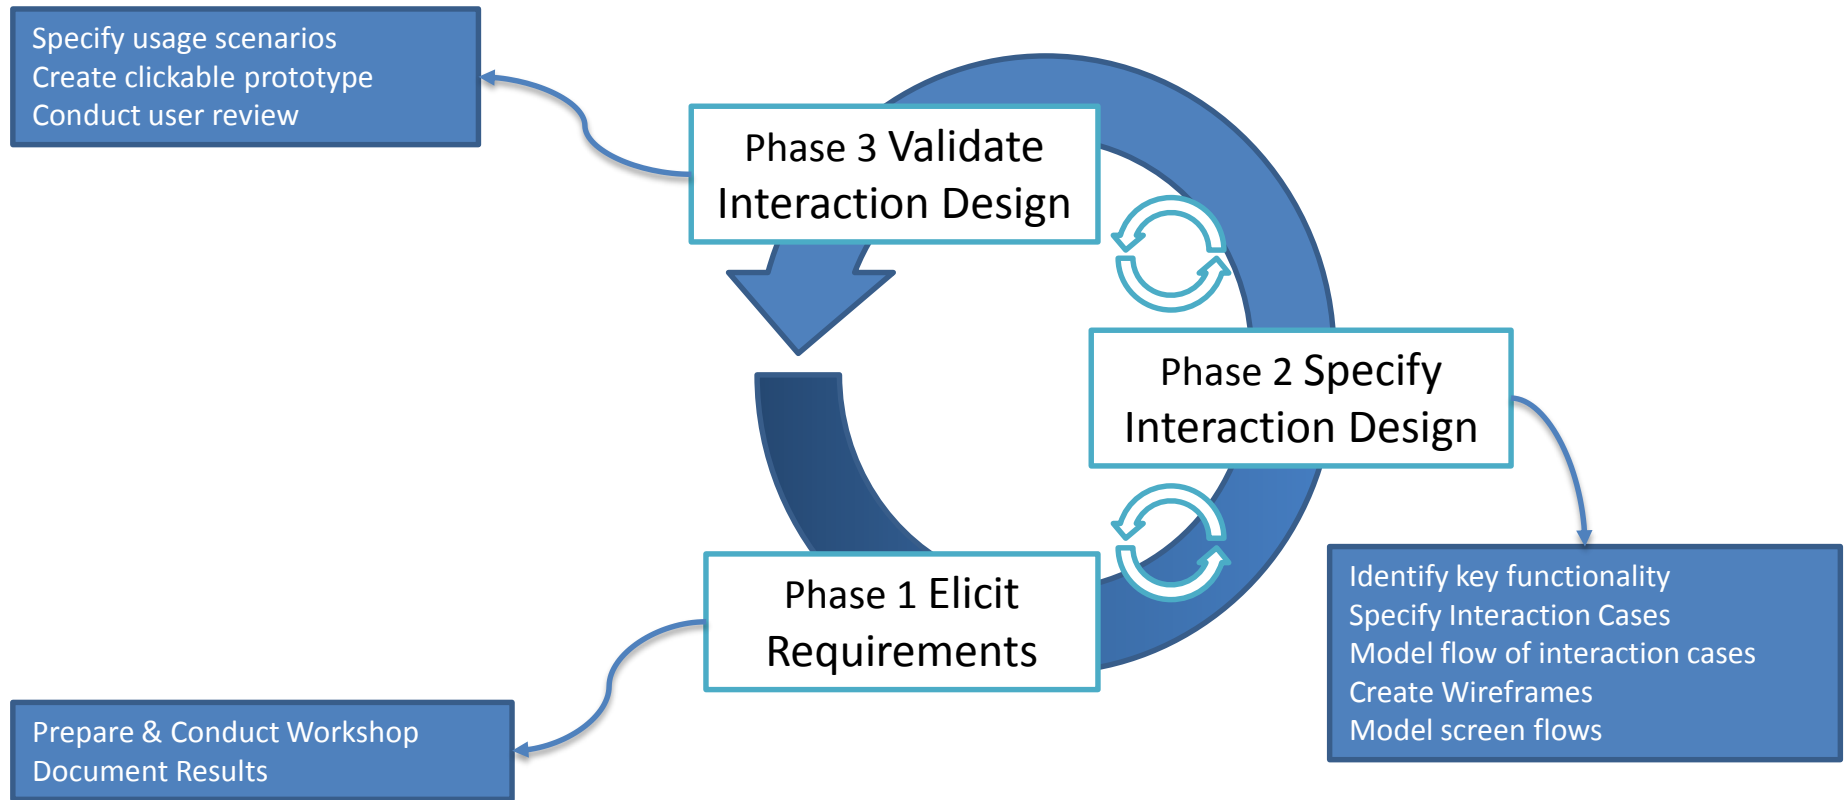 Specify usage scenarios
Create clickable prototype
Conduct user review
Phase 3 Validate
Interaction Design
Phase 2 Specify
Interaction Design
Identify key functionality
Specify Interaction Cases
Model flow of interaction cases
Create Wireframes
Model screen flows
Phase 1 Elicit
Requirements
Prepare & Conduct Workshop
Document Results